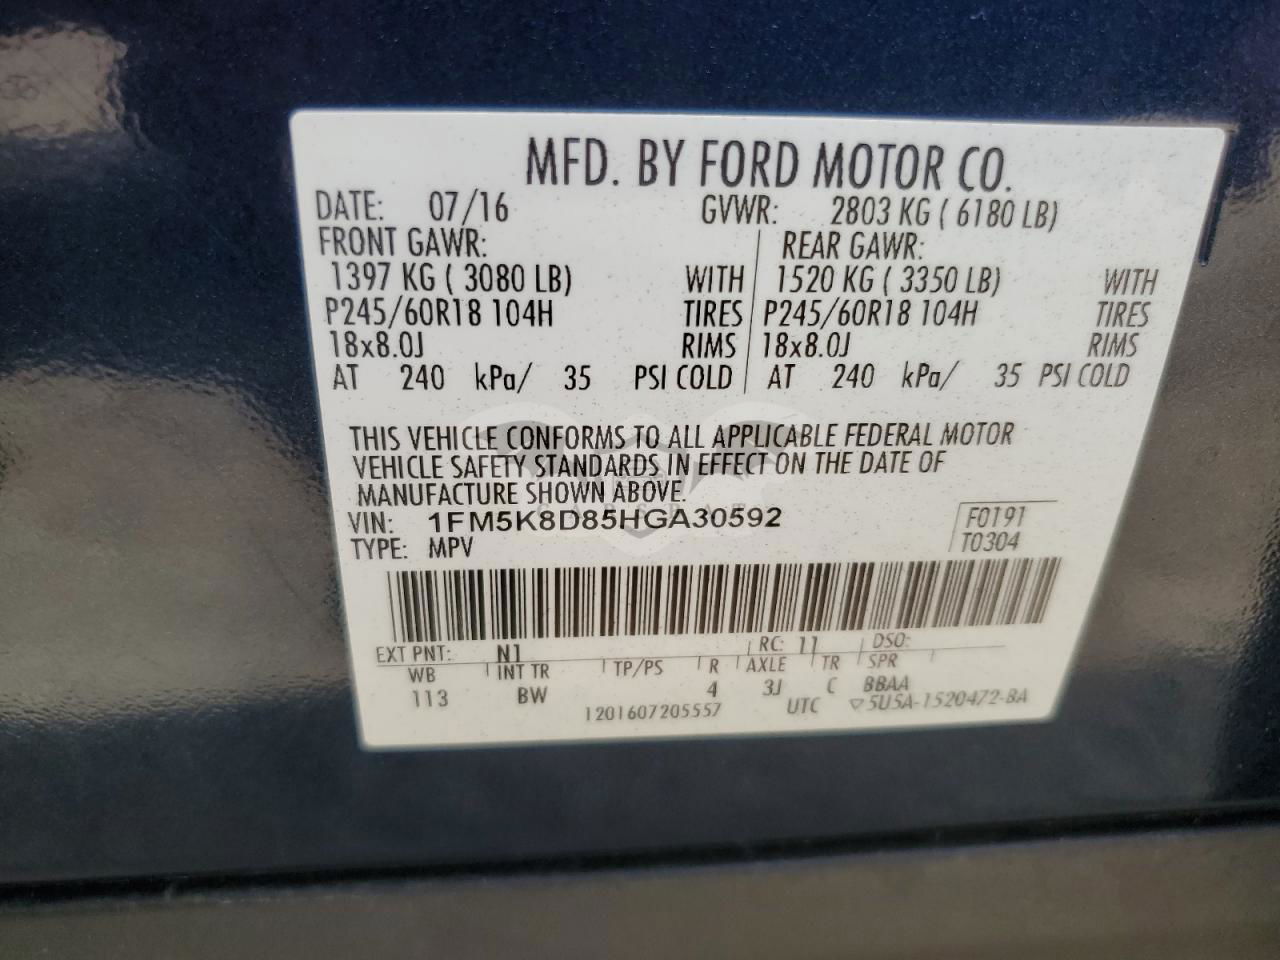 MFD. BY FORD MOTOR CO.
DATE: 07/16 GVWR: 2803 KG ( 6180 LB)
FRONT GAWR: REAR GAWR:
1397 KG ( 3080 LB) WITH 1520 KG ( 3350 LB) WITH
P245/60R18 104H TIRES P245/60R18 104H TIRES
18x8.0J RIMS 18x8.0J RIMS
AT 240 kPa/ 35 PSI COLD AT 240 kPa/ 35 PSI COLD
THIS VEHICLE CONFORMS TO ALL APPLICABLE FEDERAL MOTOR
VEHICLE SAFETY STANDARDS IN EFFECT ON THE DATE OF
MANUFACTURE SHOWN ABOVE.
VIN: 1FM5K8D85HGA30592 F0191
TYPE: MPV T0304
EXT PNT: N1 RC: 11 DSO:
WB INT TR TP/PS R AXLE TR SPR
113 BW 4 3J C BBAA
1201607205557 UTC ▽5U5A-1520472-BA